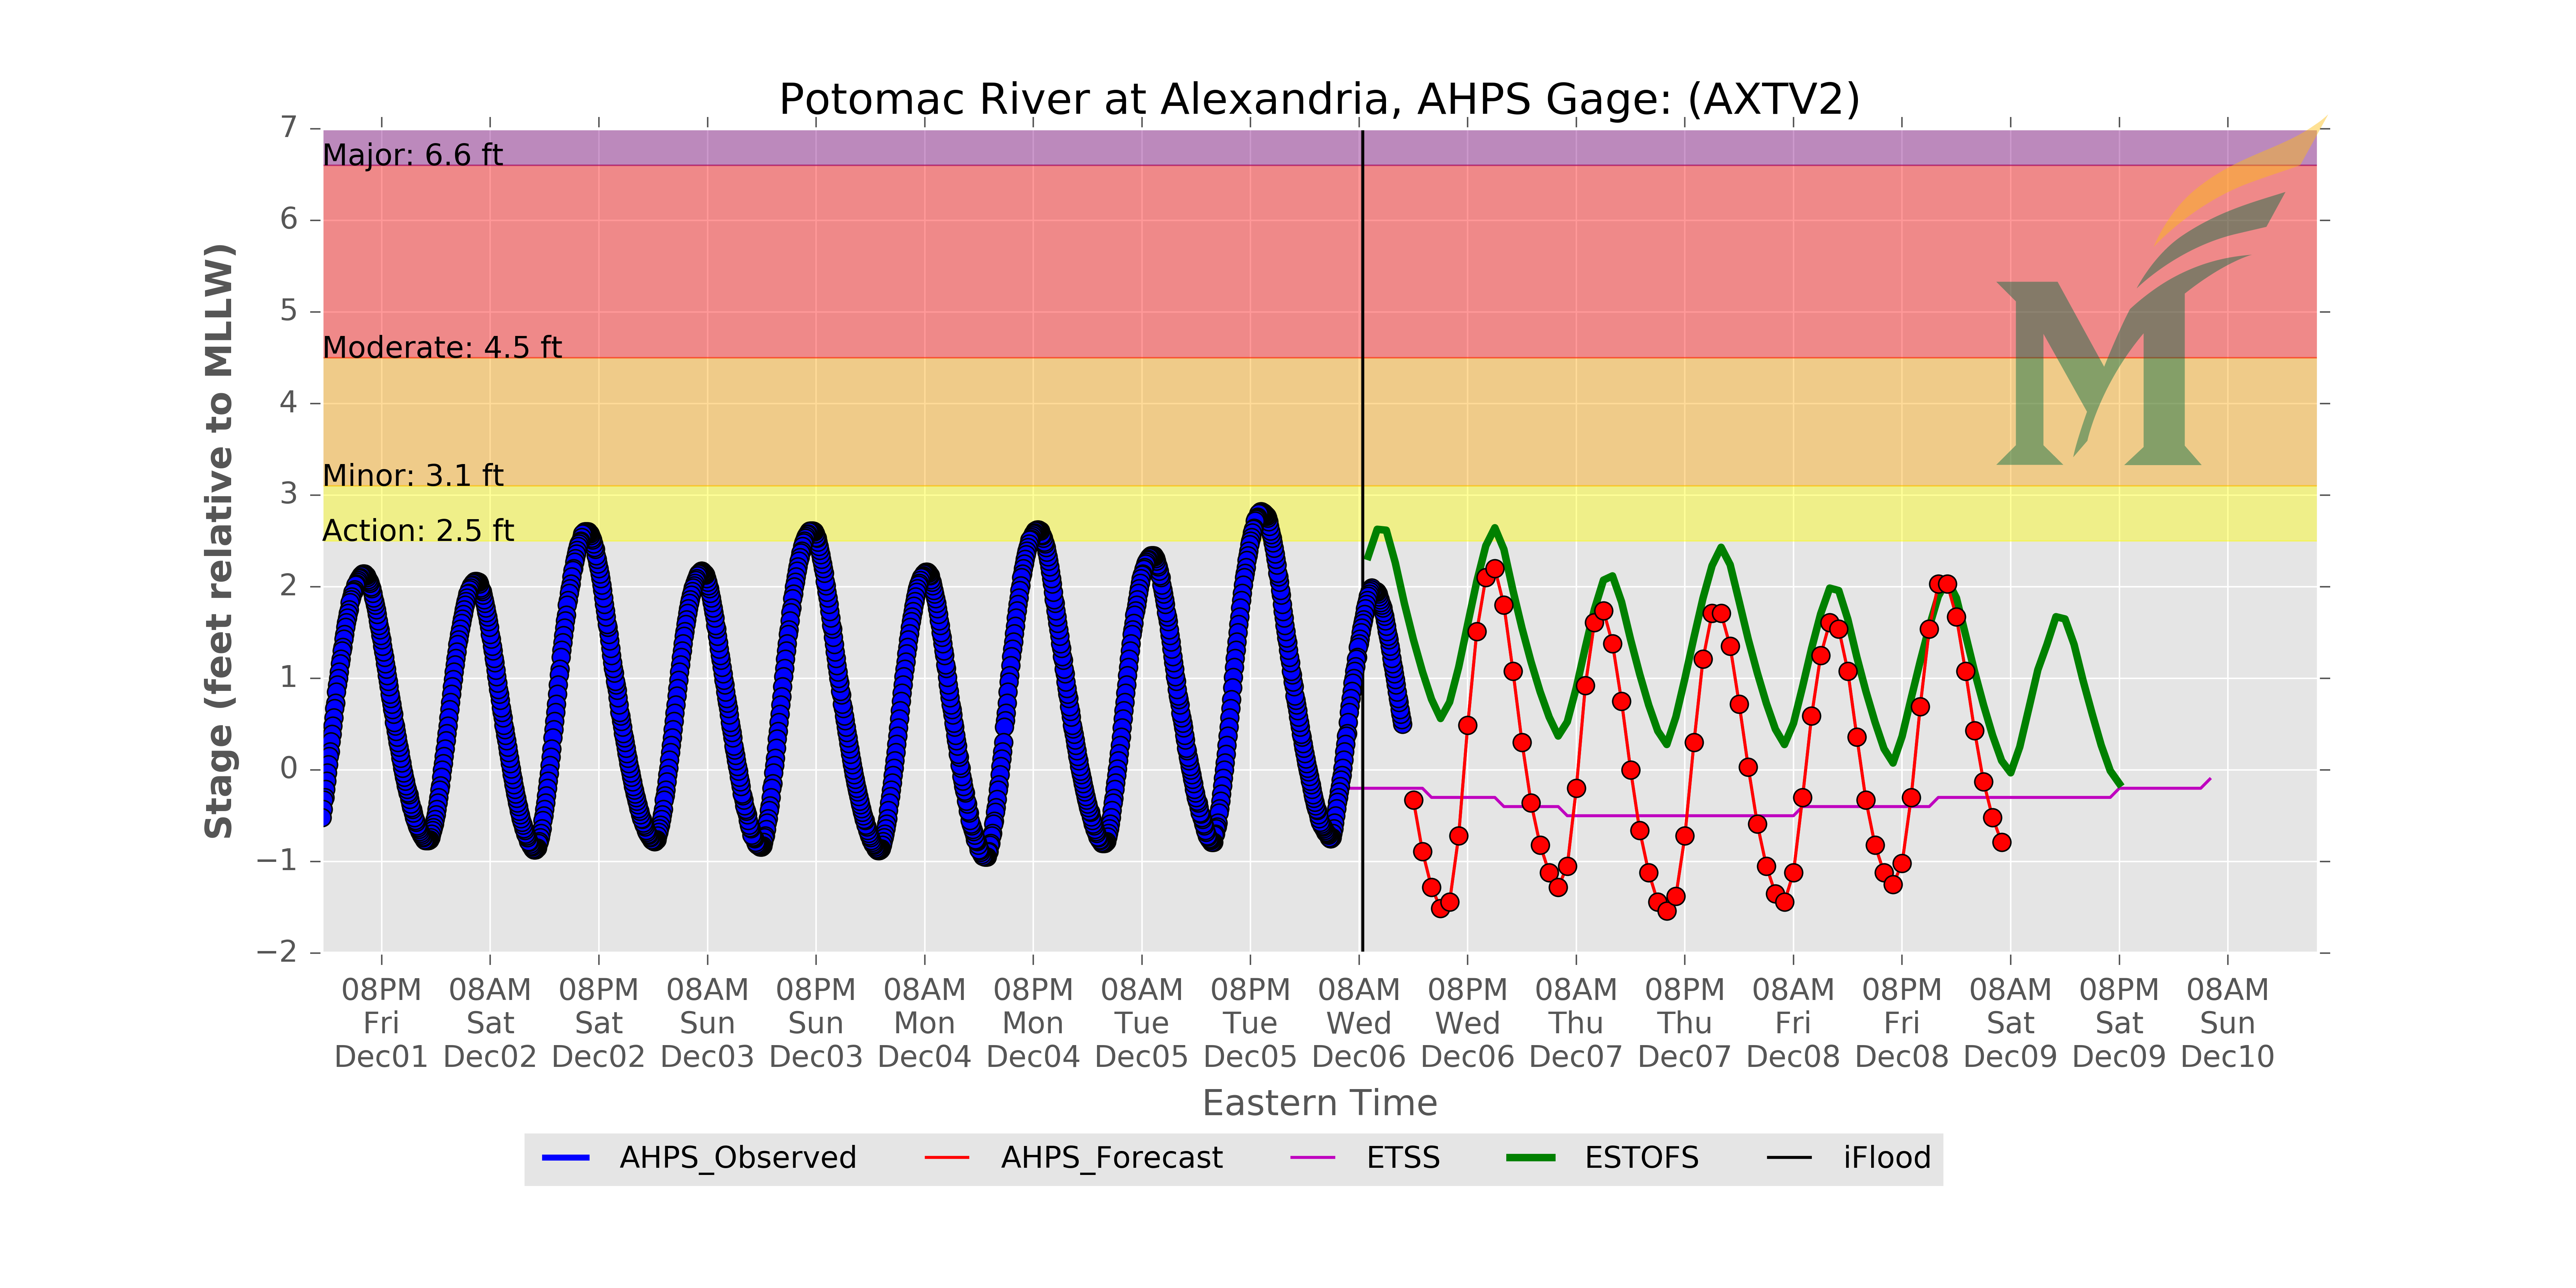 Potomac River at Alexandria, AHPS Gage: (AXTV2)
Stage (feet relative to MLLW)
7
6
5
4
3
2
1
0
−1
−2
Major: 6.6 ft
Moderate: 4.5 ft
Minor: 3.1 ft
Action: 2.5 ft
M
08PM 08AM 08PM 08AM 08PM 08AM 08PM 08AM 08PM 08AM 08PM 08AM 08PM 08AM 08PM 08AM 08PM 08AM
Fri Sat Sat Sun Sun Mon Mon Tue Tue Wed Wed Thu Thu Fri Fri Sat Sat Sun
Dec01 Dec02 Dec02 Dec03 Dec03 Dec04 Dec04 Dec05 Dec05 Dec06 Dec06 Dec07 Dec07 Dec08 Dec08 Dec09 Dec09 Dec10
Eastern Time
AHPS_Observed AHPS_Forecast ETSS ESTOFS iFlood